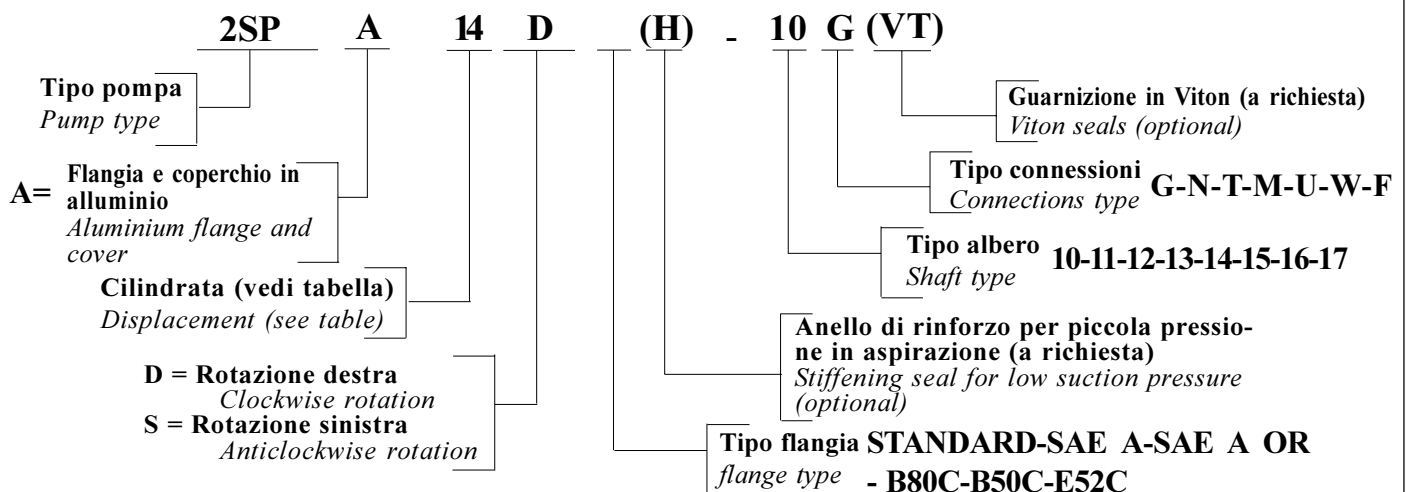 2SP A 14 D (H) - 10 G (VT)
Tipo pompa
Pump type
A= Flangia e coperchio in
alluminio
Aluminium flange and
cover
Cilindrata (vedi tabella)
Displacement (see table)
D = Rotazione destra
Clockwise rotation
S = Rotazione sinistra
Anticlockwise rotation
Guarnizione in Viton (a richiesta)
Viton seals (optional)
Tipo connessioni G-N-T-M-U-W-F
Connections type
Tipo albero 10-11-12-13-14-15-16-17
Shaft type
Anello di rinforzo per piccola pressio-
ne in aspirazione (a richiesta)
Stiffening seal for low suction pressure
(optional)
Tipo flangia STANDARD-SAE A-SAE A OR
flange type - B80C-B50C-E52C